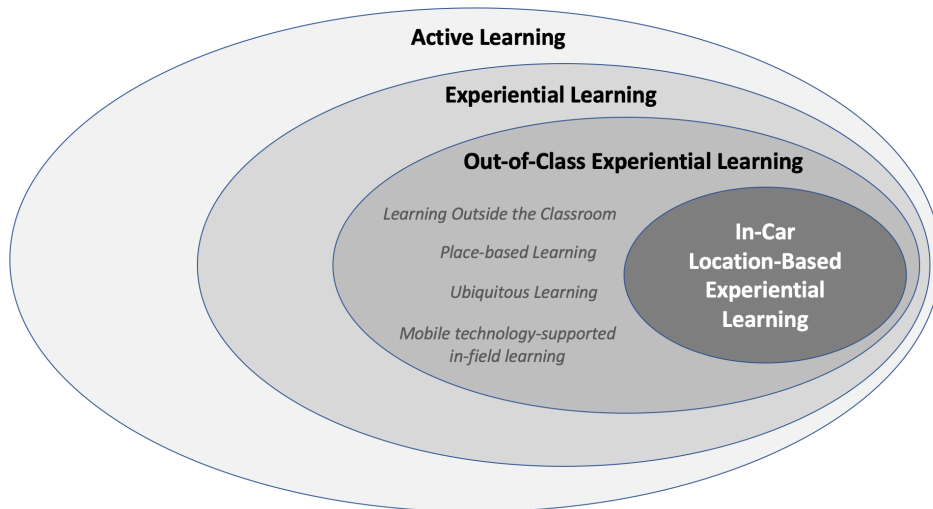 Active Learning
Experiential Learning
Out-of-Class Experiential Learning
Learning Outside the Classroom
Place-based Learning
Ubiquitous Learning
Mobile technology-supported
in-field learning
In-Car
Location-Based
Experiential
Learning